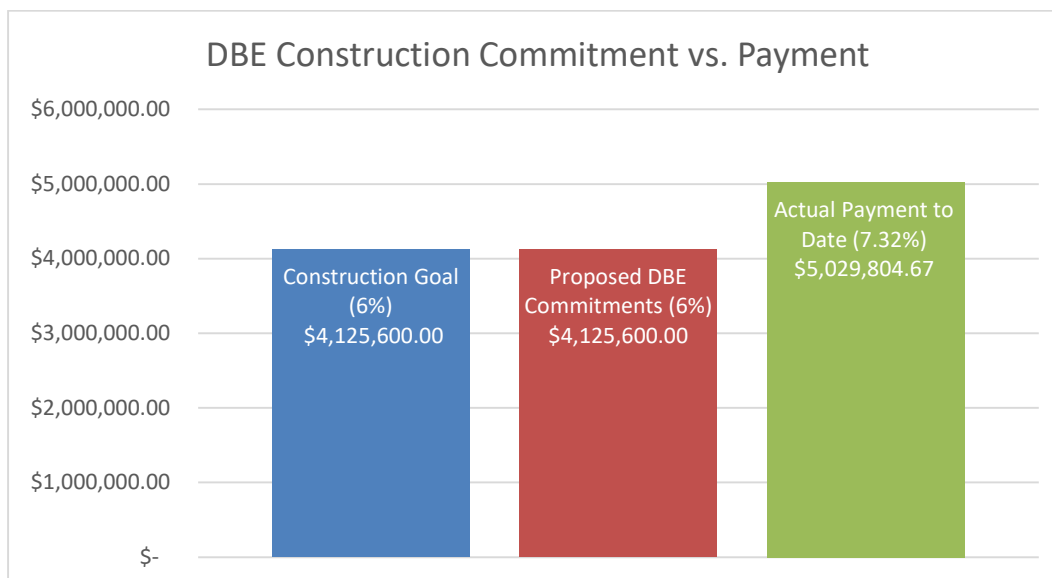 DBE Construction Commitment vs. Payment
$6,000,000.00
$5,000,000.00
$4,000,000.00
$3,000,000.00
$2,000,000.00
$1,000,000.00
$-
Construction Goal
(6%)
$4,125,600.00
Proposed DBE
Commitments (6%)
$4,125,600.00
Actual Payment to
Date (7.32%)
$5,029,804.67